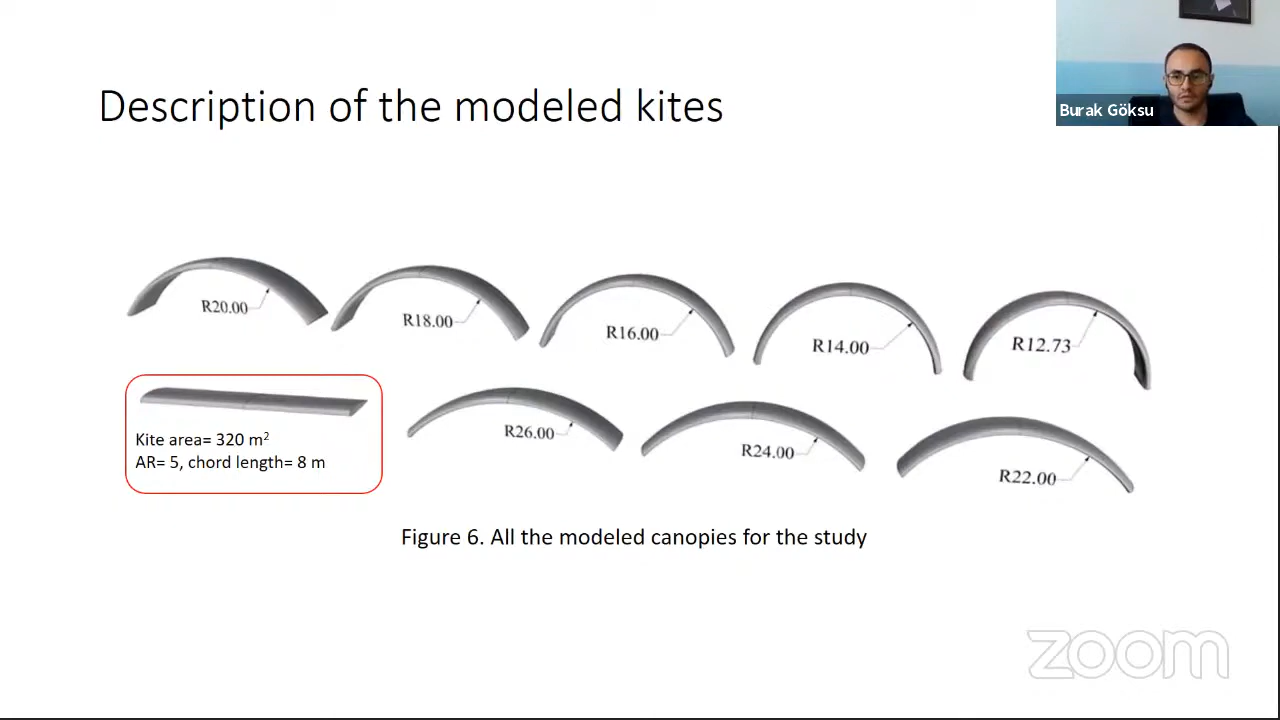 Description of the modeled kites
Burak Göksu
R20.00
R18.00
R16.00
R14.00
R12.73
Kite area= 320 m²
AR= 5, chord length= 8 m
R26.00
R24.00
R22.00
Figure 6. All the modeled canopies for the study
zoom